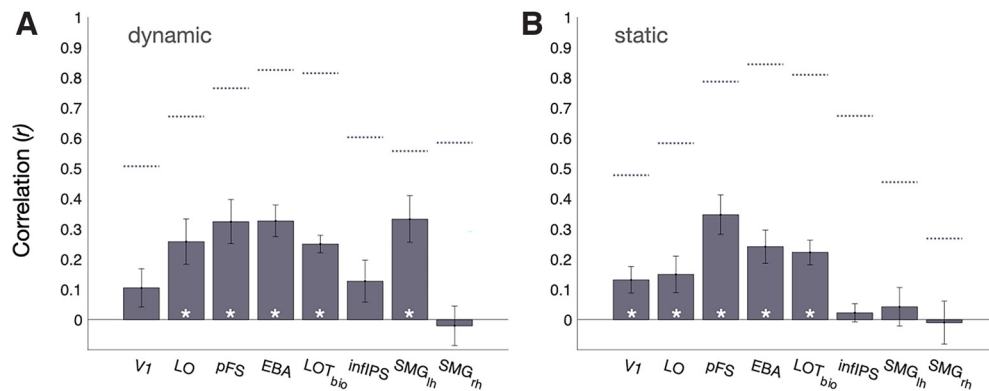 A
dynamic
B
static
Correlation (r)
1
0.9
0.8
0.7
0.6
0.5
0.4
0.3
0.2
0.1
0
* * * * *
V1 LO pFS EBA LOTbio infIPS SMGlh SMGrh
1
0.9
0.8
0.7
0.6
0.5
0.4
0.3
0.2
0.1
0
* * * * *
V1 LO pFS EBA LOTbio infIPS SMGlh SMGrh